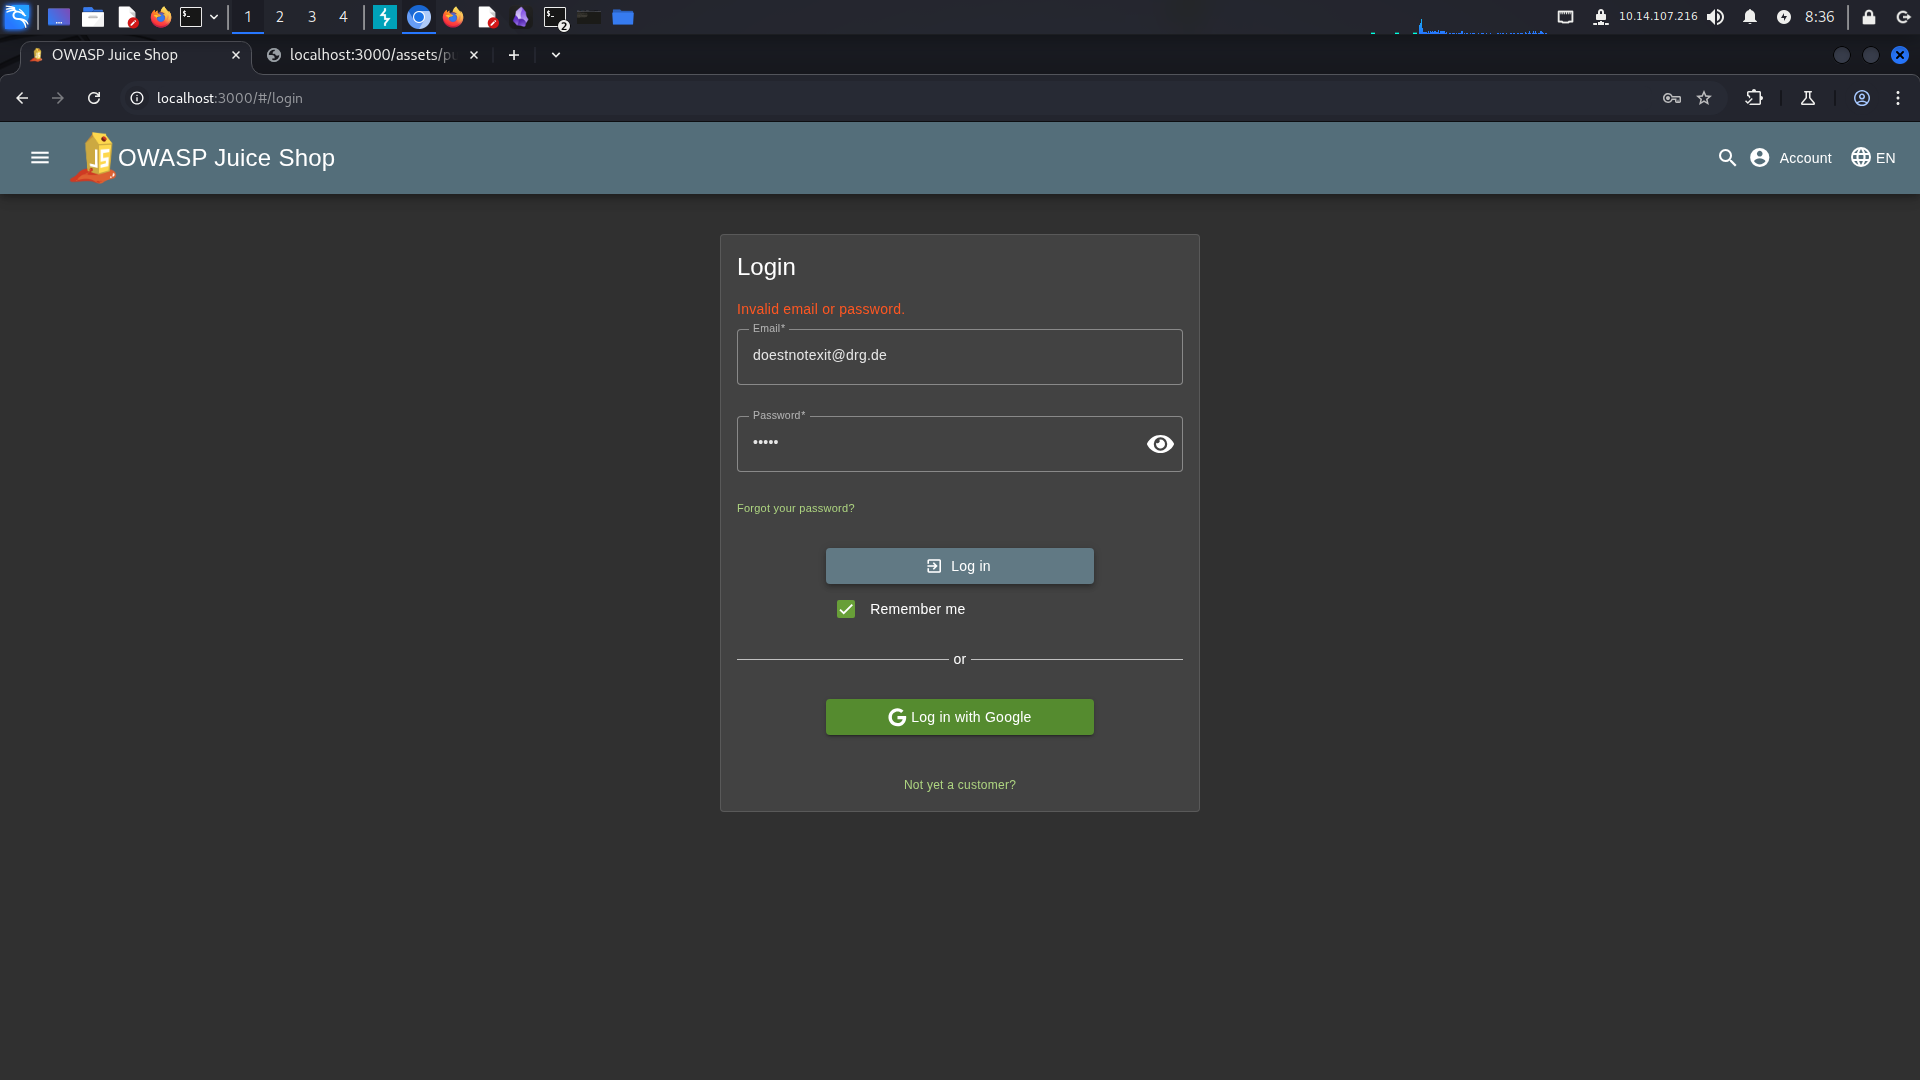 1 2 3 4 2 10.14.107.216 8:36
OWASP Juice Shop localhost:3000/assets/pu
localhost:3000/#/login
JS OWASP Juice Shop Account EN
Login
Invalid email or password.
Email*
doestnotexit@drg.de
Password*
•••••
Forgot your password?
Log in
Remember me
or
G Log in with Google
Not yet a customer?